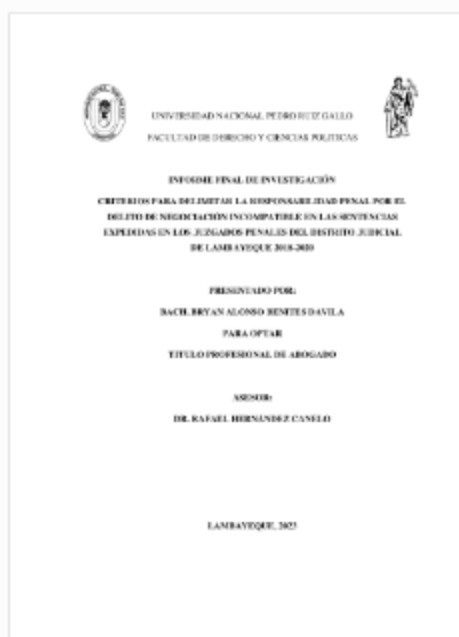 UNIVERSIDAD NACIONAL PEDRO RUIZ GALLO
FACULTAD DE DERECHO Y CIENCIAS POLITICAS
INFORME FINAL DE INVESTIGACIÓN
CRITERIOS PARA DELIMITAR LA RESPONSABILIDAD PENAL POR EL
DELITO DE NEGOCIACIÓN INCOMPATIBLE EN LAS SENTENCIAS
EXPEDIDAS EN LOS JUZGADOS PENALES DEL DISTRITO JUDICIAL
DE LAMBAYEQUE 2018-2020
PRESENTADO POR:
BACH. BRYAN ALONSO BENITES DAVILA
PARA OPTAR
TITULO PROFESIONAL DE ABOGADO
ASESOR:
DR. RAFAEL HERNÁNDEZ CANELO
LAMBAYEQUE, 2023